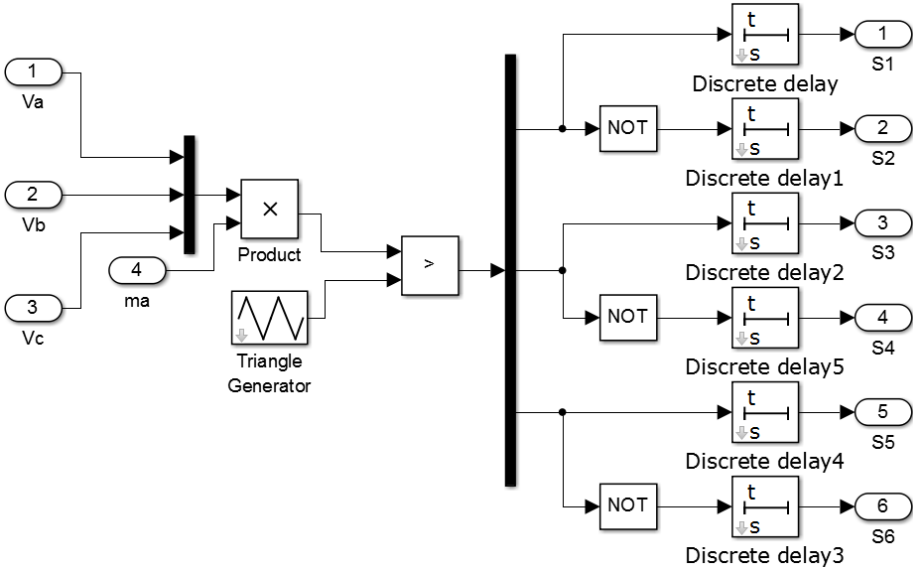 1
Va
2
Vb
3
Vc
4
ma
×
Product
Triangle
Generator
>
t
s
Discrete delay
1
S1
NOT
t
s
Discrete delay1
2
S2
t
s
Discrete delay2
3
S3
NOT
t
s
Discrete delay5
4
S4
t
s
Discrete delay4
5
S5
NOT
t
s
Discrete delay3
6
S6